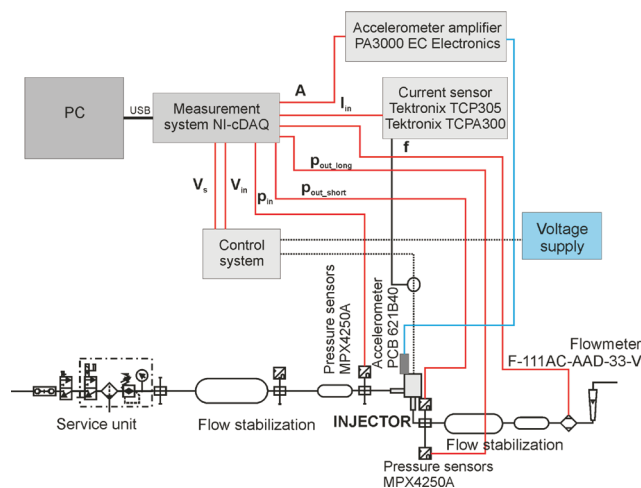 Accelerometer amplifier
PA3000 EC Electronics
A
I_in
Current sensor
Tektronix TCP305
Tektronix TCPA300
PC
USB
Measurement
system NI-cDAQ
f
p_out_long
V_s
V_in
p_in
p_out_short
Voltage
supply
Control
system
Pressure sensors
MPX4250A
Accelerometer
PCB 621B40
Flowmeter
F-111AC-AAD-33-V
Service unit
Flow stabilization
INJECTOR
Flow stabilization
Pressure sensors
MPX4250A